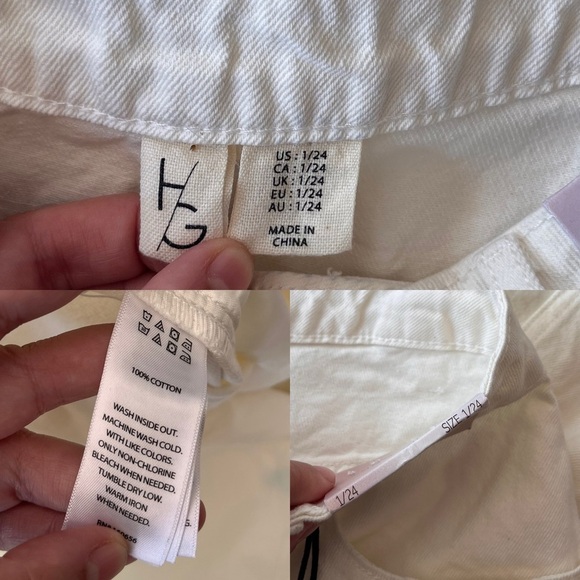 H/G
US : 1/24
CA : 1/24
UK : 1/24
EU : 1/24
AU : 1/24
MADE IN
CHINA
100% COTTON
WASH INSIDE OUT.
MACHINE WASH COLD.
WITH LIKE COLORS.
ONLY NON-CHLORINE
BLEACH WHEN NEEDED.
TUMBLE DRY LOW.
WARM IRON
WHEN NEEDED.
G.
SIZE 1/24
1/24